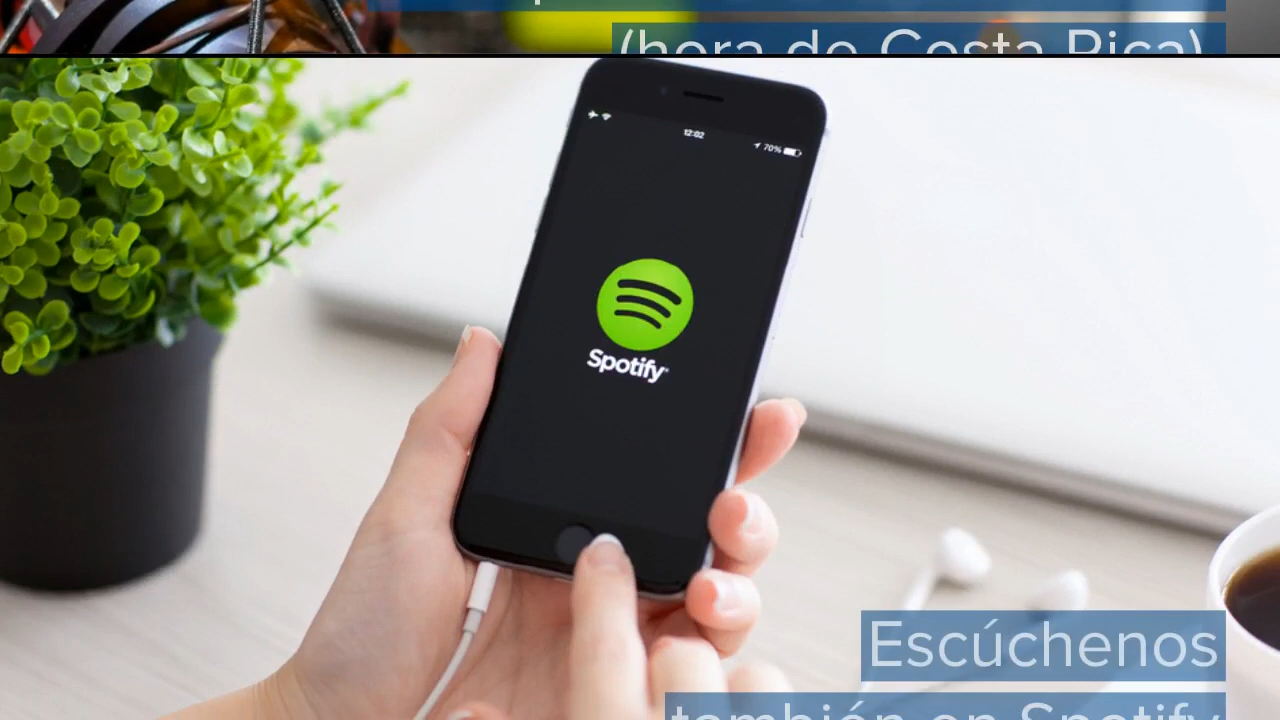 (hora de Costa Rica)
12:02
70%
Spotify
Escúchenos
también en Spotify